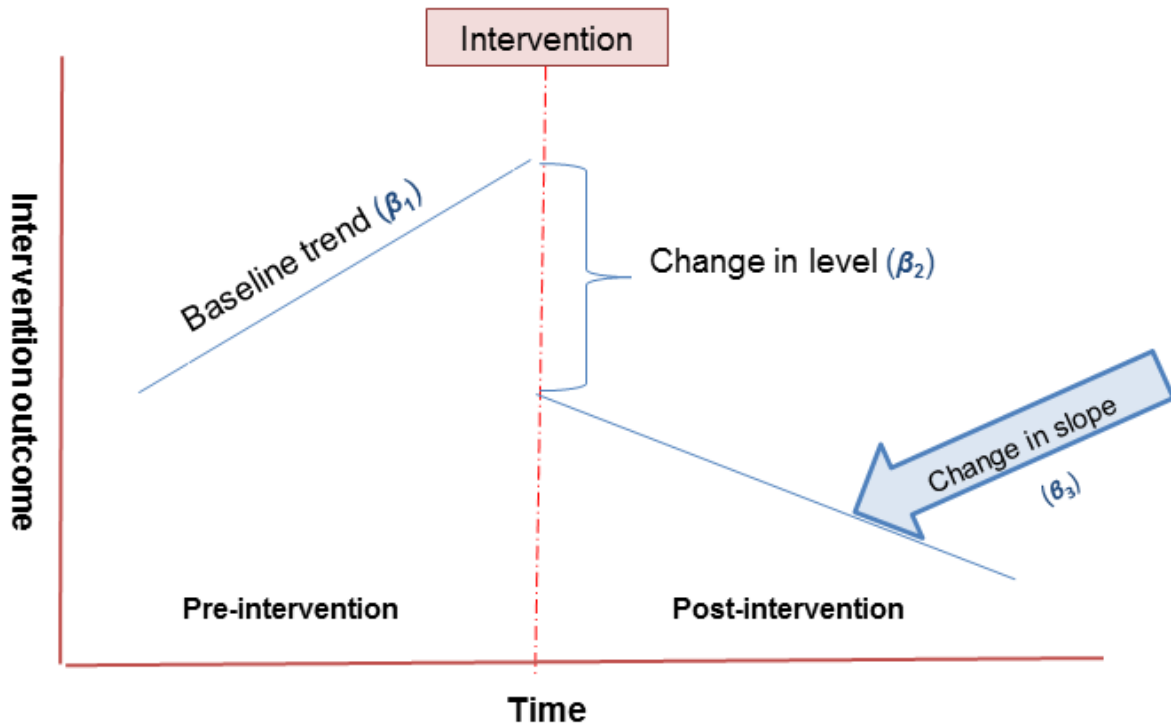 Intervention
Intervention outcome
Baseline trend (β₁)
Change in level (β₂)
Change in slope
(β₃)
Pre-intervention
Post-intervention
Time